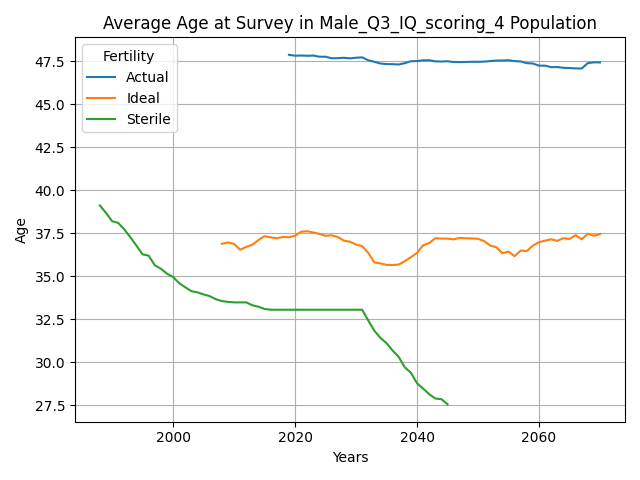 Average Age at Survey in Male_Q3_IQ_scoring_4 Population
Fertility
Actual
Ideal
Sterile
Age
47.5
45.0
42.5
40.0
37.5
35.0
32.5
30.0
27.5
2000
2020
2040
2060
Years